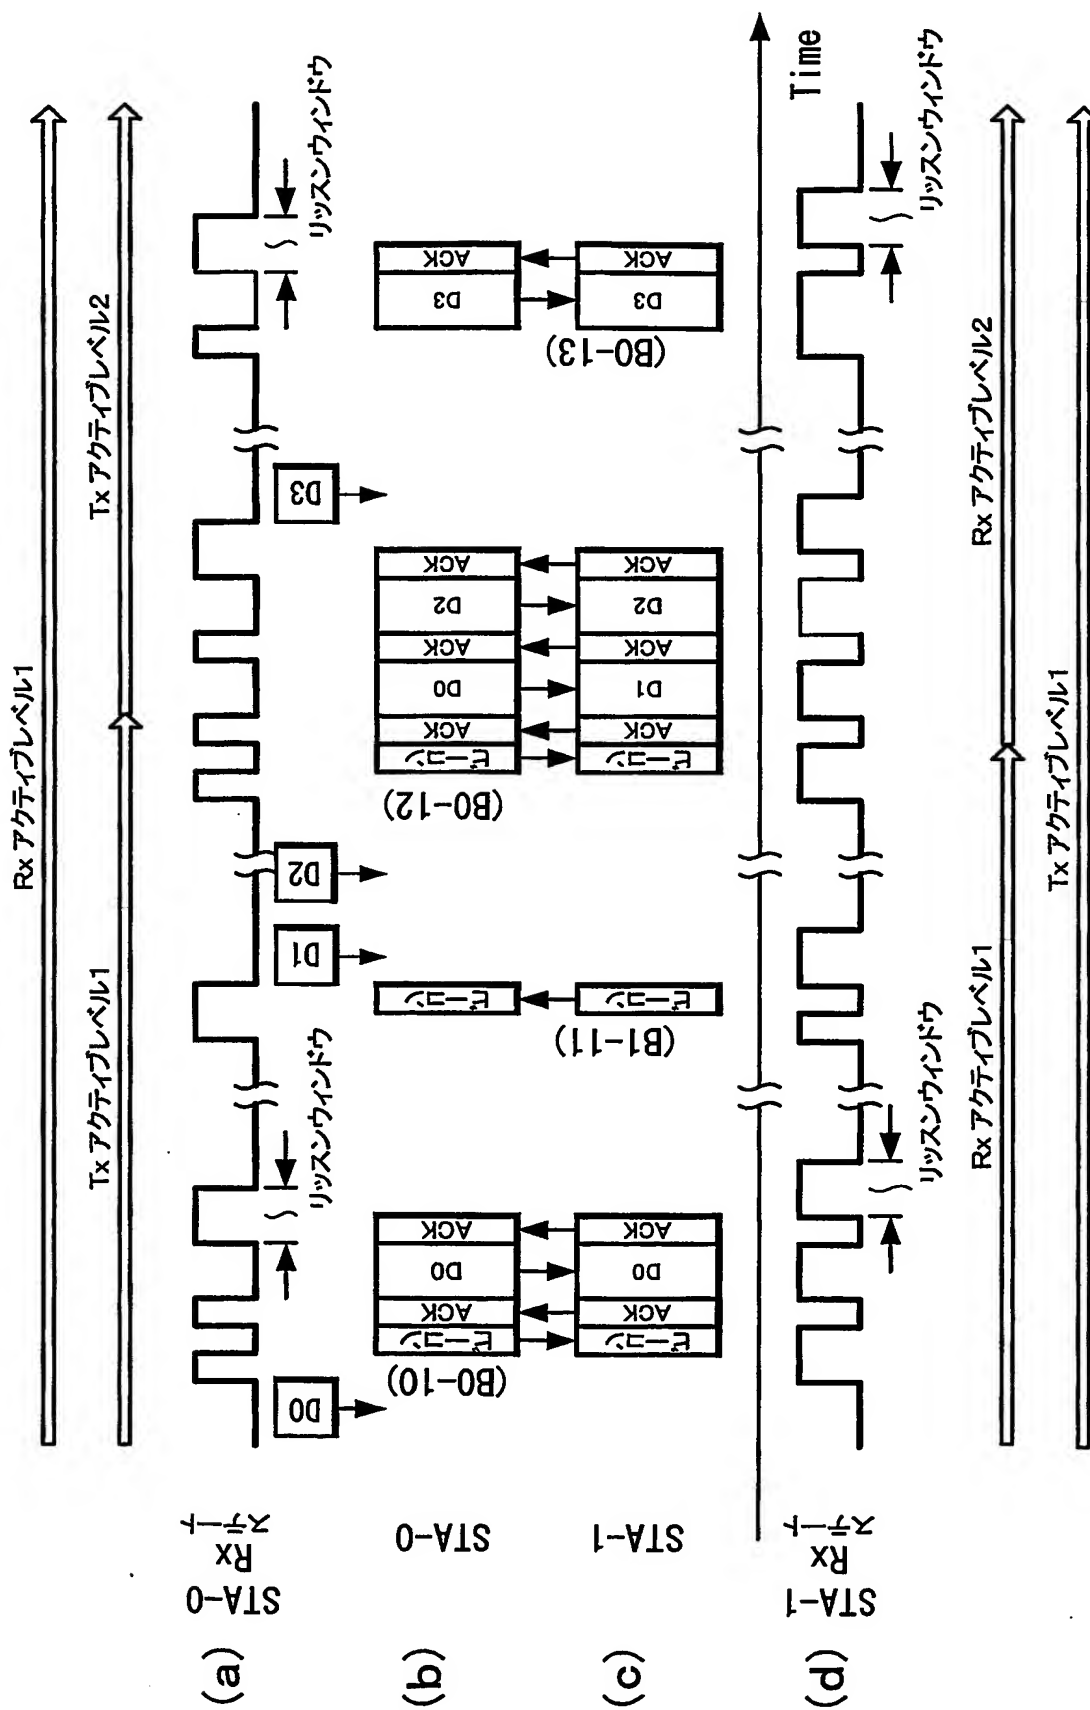 Rx アクティブレベル1
Tx アクティブレベル1
Tx アクティブレベル2
(a)
STA-0
Rx
ステート
リッスンウィンドウ
リッスンウィンドウ
D0
D1
D2
D3
(b)
STA-0
(B0-10)
ビーコン
ACK
D0
ACK
ビーコン
(B0-12)
ビーコン
ACK
D0
ACK
D2
ACK
D3
ACK
(c)
STA-1
ビーコン
ACK
D0
ACK
(B1-11)
ビーコン
ビーコン
ACK
D1
ACK
D2
ACK
(B0-13)
D3
ACK
Time
(d)
STA-1
Rx
ステート
リッスンウィンドウ
リッスンウィンドウ
Rx アクティブレベル1
Rx アクティブレベル2
Tx アクティブレベル1